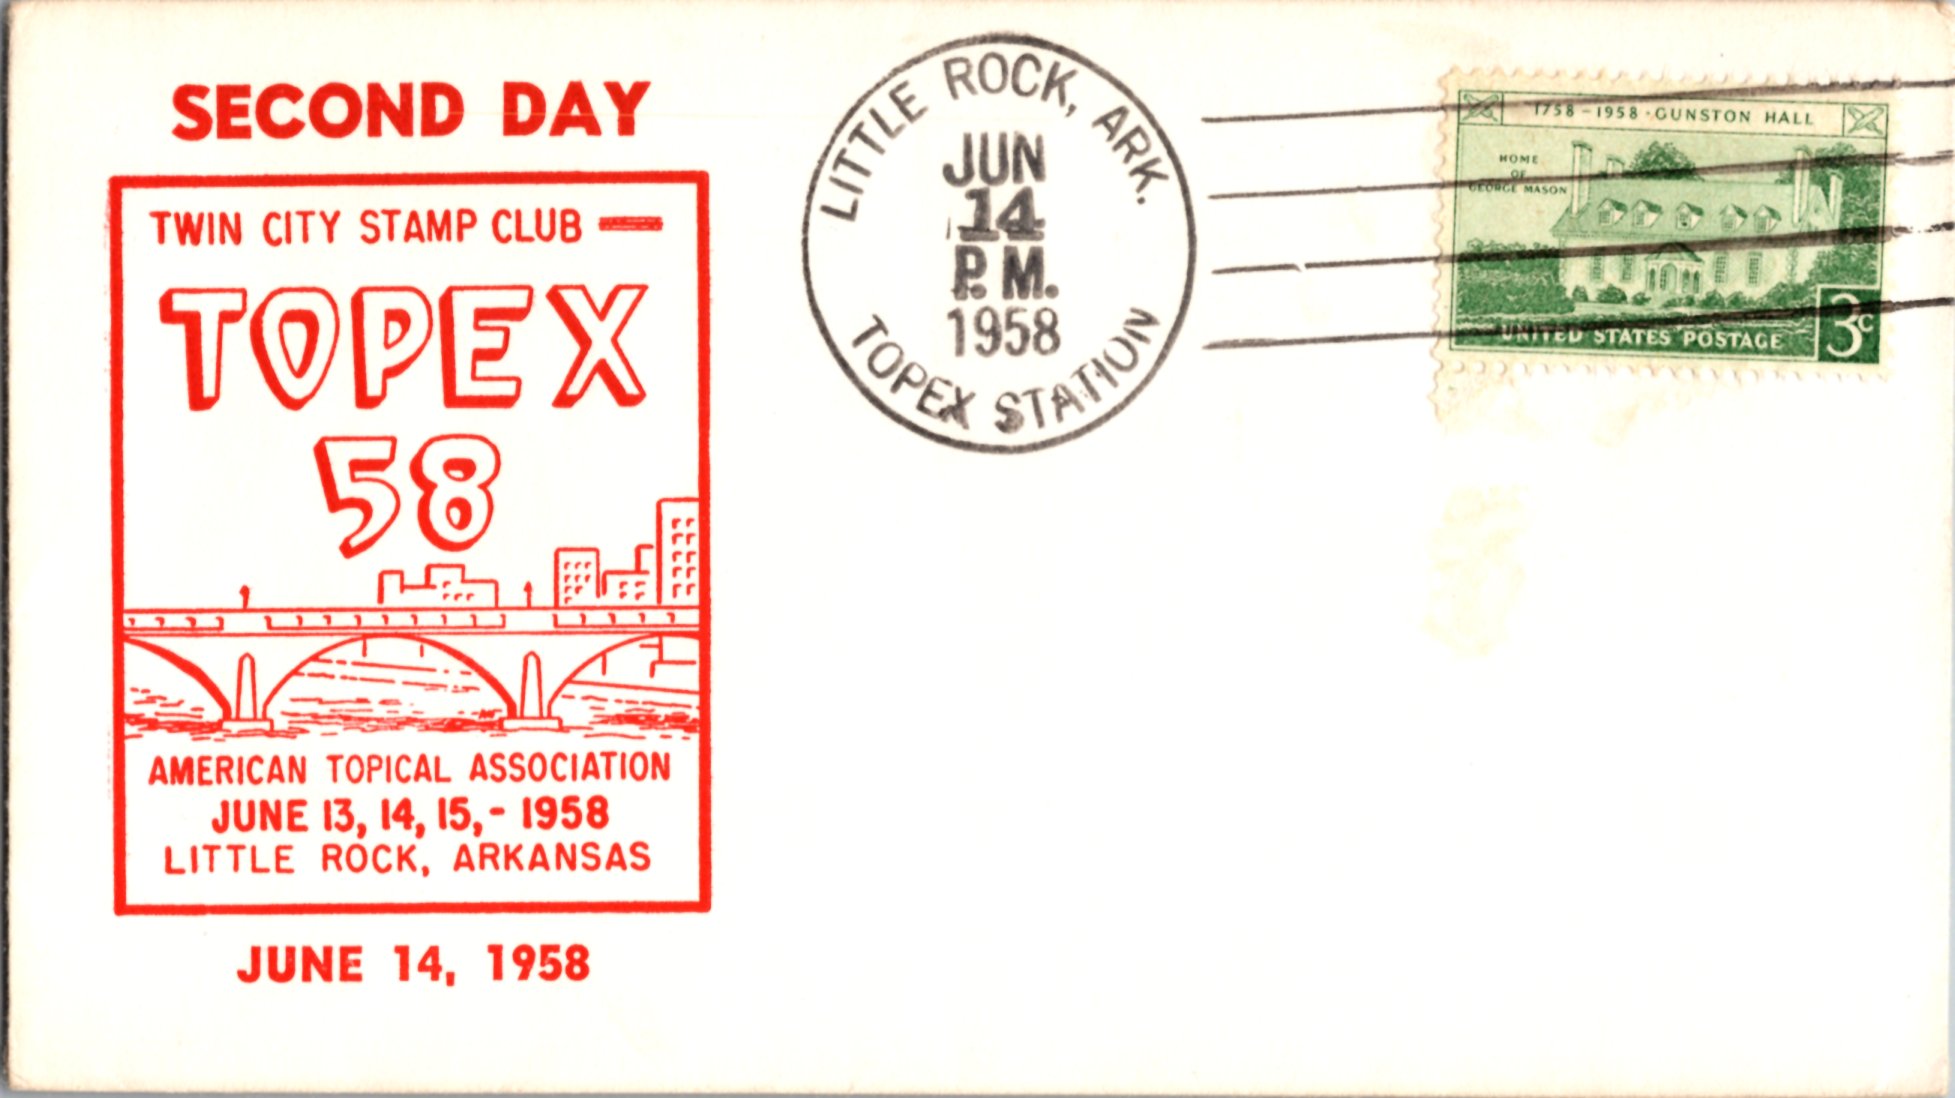 SECOND DAY
TWIN CITY STAMP CLUB —
TOPEX
58
AMERICAN TOPICAL ASSOCIATION
JUNE 13, 14, 15, - 1958
LITTLE ROCK, ARKANSAS
JUNE 14, 1958
LITTLE ROCK, ARK.
JUN
14
P.M.
1958
TOPEX STATION
1758 - 1958 · GUNSTON HALL
HOME
OF
GEORGE MASON
UNITED STATES POSTAGE
3c